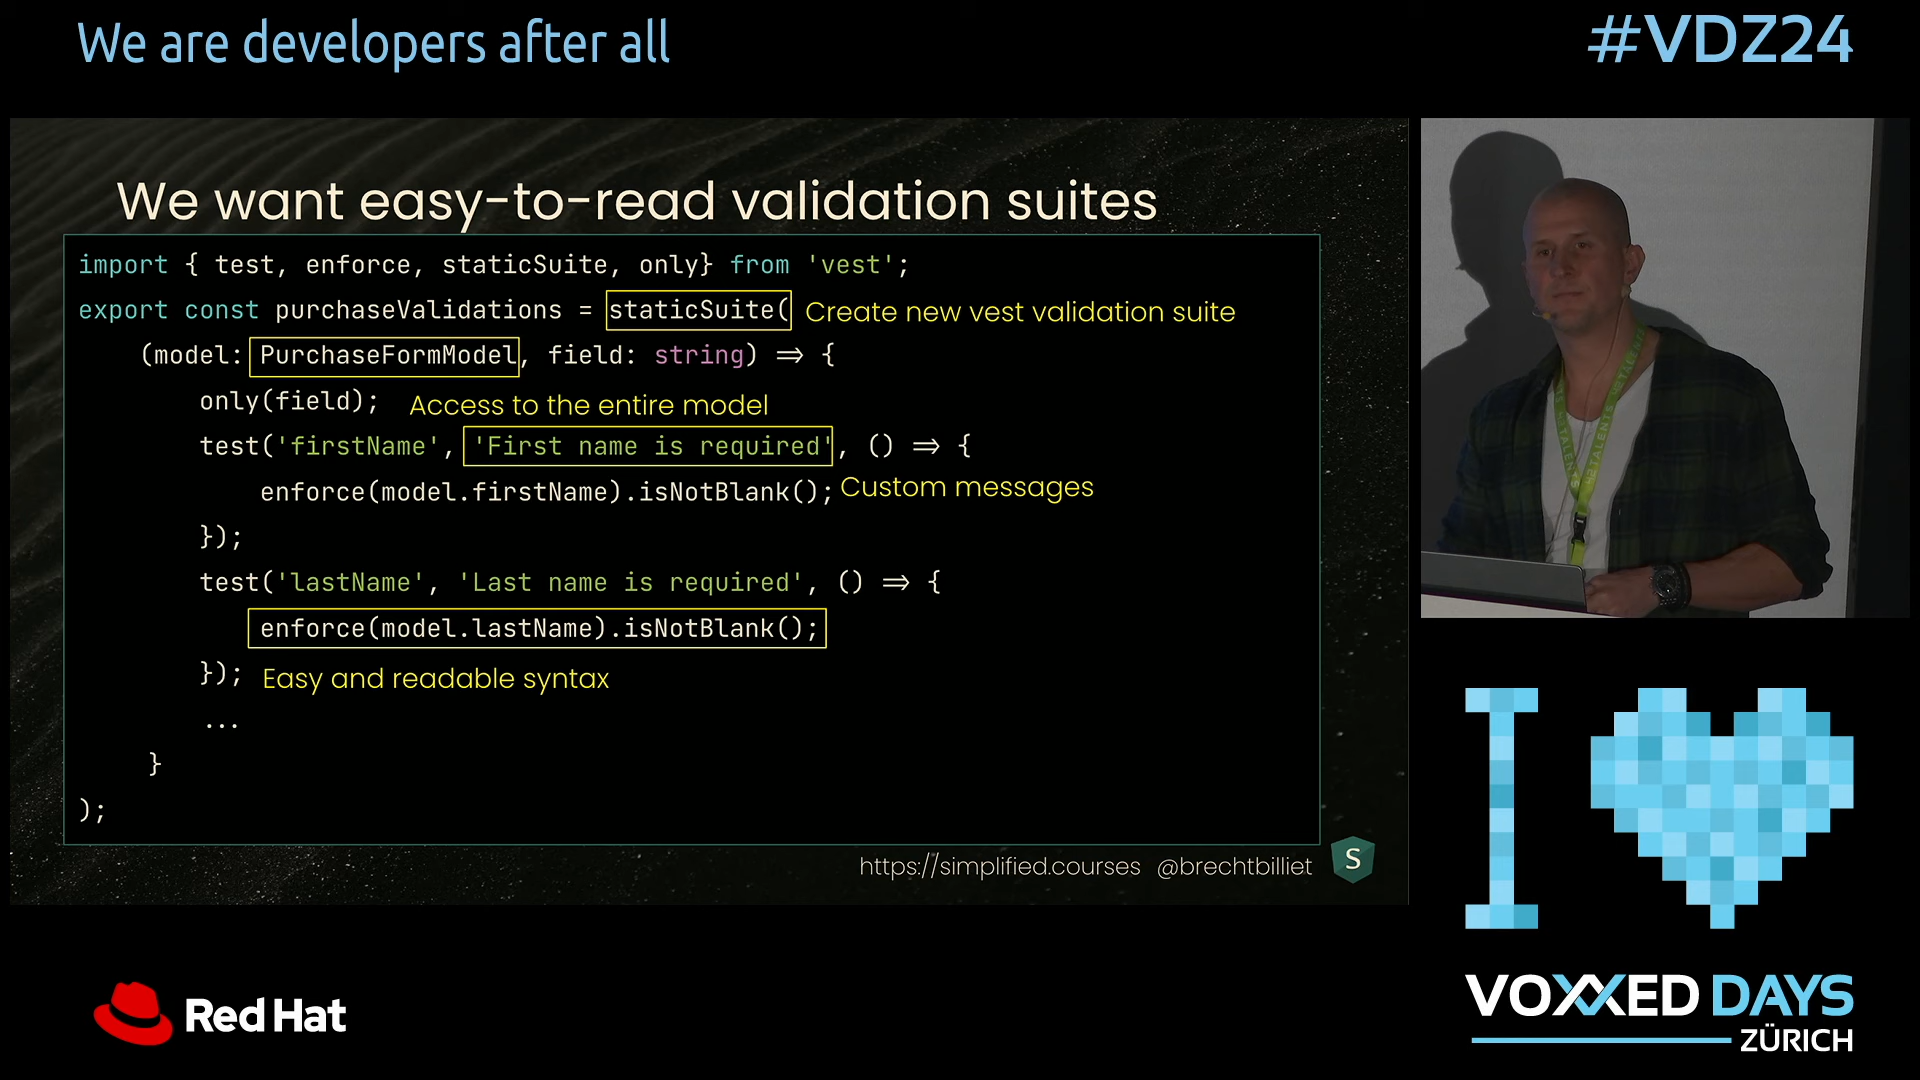 We are developers after all
#VDZ24
We want easy-to-read validation suites
import { test, enforce, staticSuite, only} from 'vest';
export const purchaseValidations = staticSuite( Create new vest validation suite
(model: PurchaseFormModel, field: string) => {
only(field); Access to the entire model
test('firstName', 'First name is required', () => {
enforce(model.firstName).isNotBlank(); Custom messages
});
test('lastName', 'Last name is required', () => {
enforce(model.lastName).isNotBlank();
}); Easy and readable syntax
...
}
);
https://simplified.courses @brechtbilliet S
I
Red Hat
VOXXED DAYS
ZÜRICH